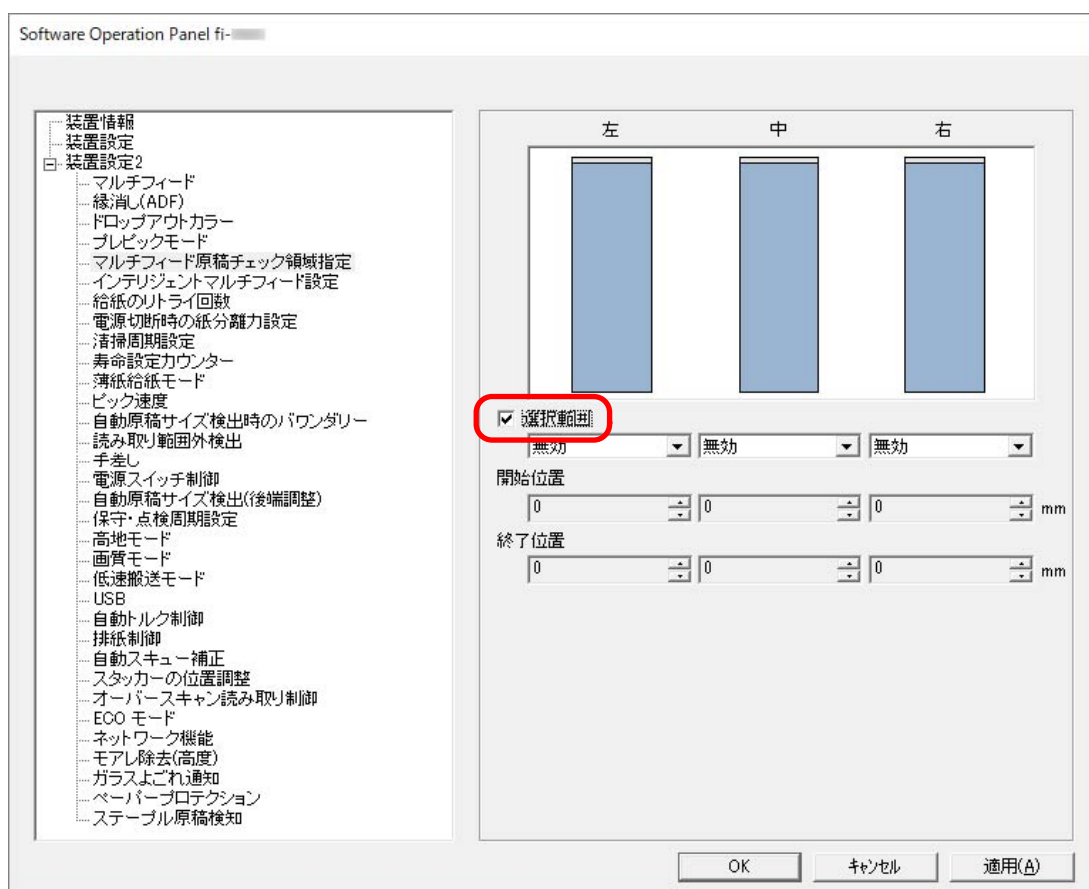 Software Operation Panel fi-
装置情報
装置設定
装置設定2
マルチフィード
縁消し(ADF)
ドロップアウトカラー
プレピックモード
マルチフィード原稿チェック領域指定
インテリジェントマルチフィード設定
給紙のリトライ回数
電源切断時の紙分離力設定
清掃周期設定
寿命設定カウンター
薄紙給紙モード
ピック速度
自動原稿サイズ検出時のバウンダリー
読み取り範囲外検出
手差し
電源スイッチ制御
自動原稿サイズ検出(後端調整)
保守・点検周期設定
高地モード
画質モード
低速搬送モード
USB
自動トルク制御
排紙制御
自動スキュー補正
スタッカーの位置調整
オーバースキャン読み取り制御
ECO モード
ネットワーク機能
モアレ除去(高度)
ガラスよごれ通知
ペーパープロテクション
ステープル原稿検知
左 中 右
選択範囲
無効 無効 無効
開始位置
0 0 0 mm
終了位置
0 0 0 mm
OK キャンセル 適用(A)